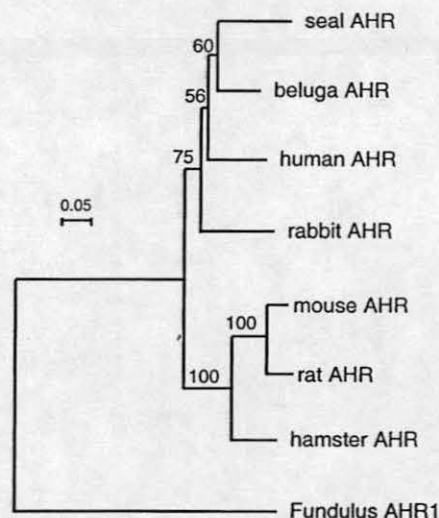 seal AHR
60
beluga AHR
56
human AHR
75
0.05
rabbit AHR
mouse AHR
100
rat AHR
100
hamster AHR
Fundulus AHR1